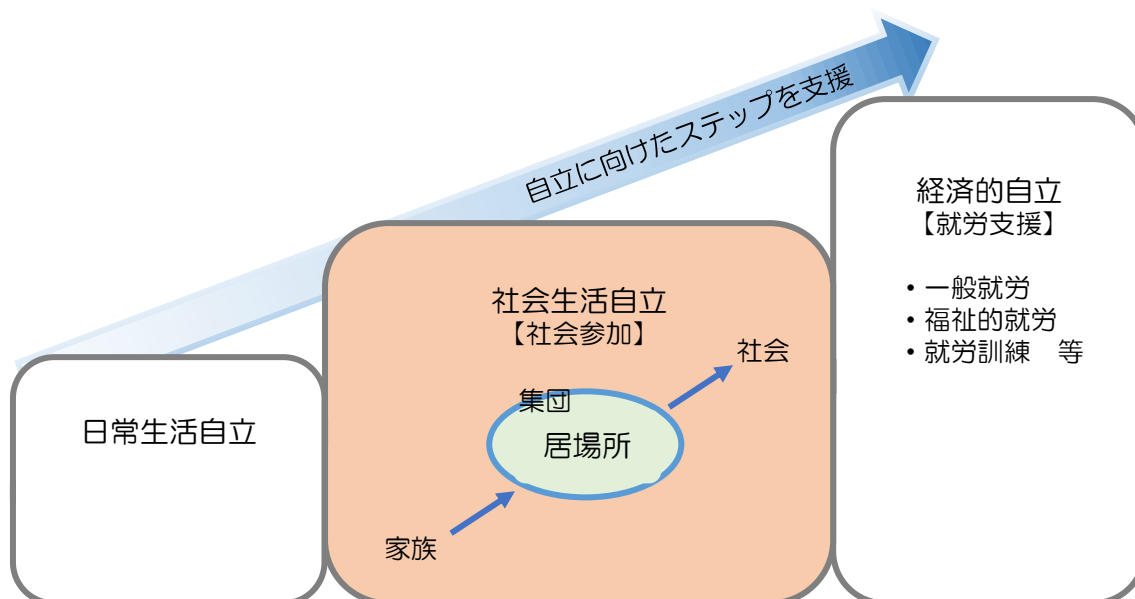 自立に向けたステップを支援
日常生活自立
社会生活自立
【社会参加】
社会
集団
居場所
家族
経済的自立
【就労支援】
・一般就労
・福祉的就労
・就労訓練　等